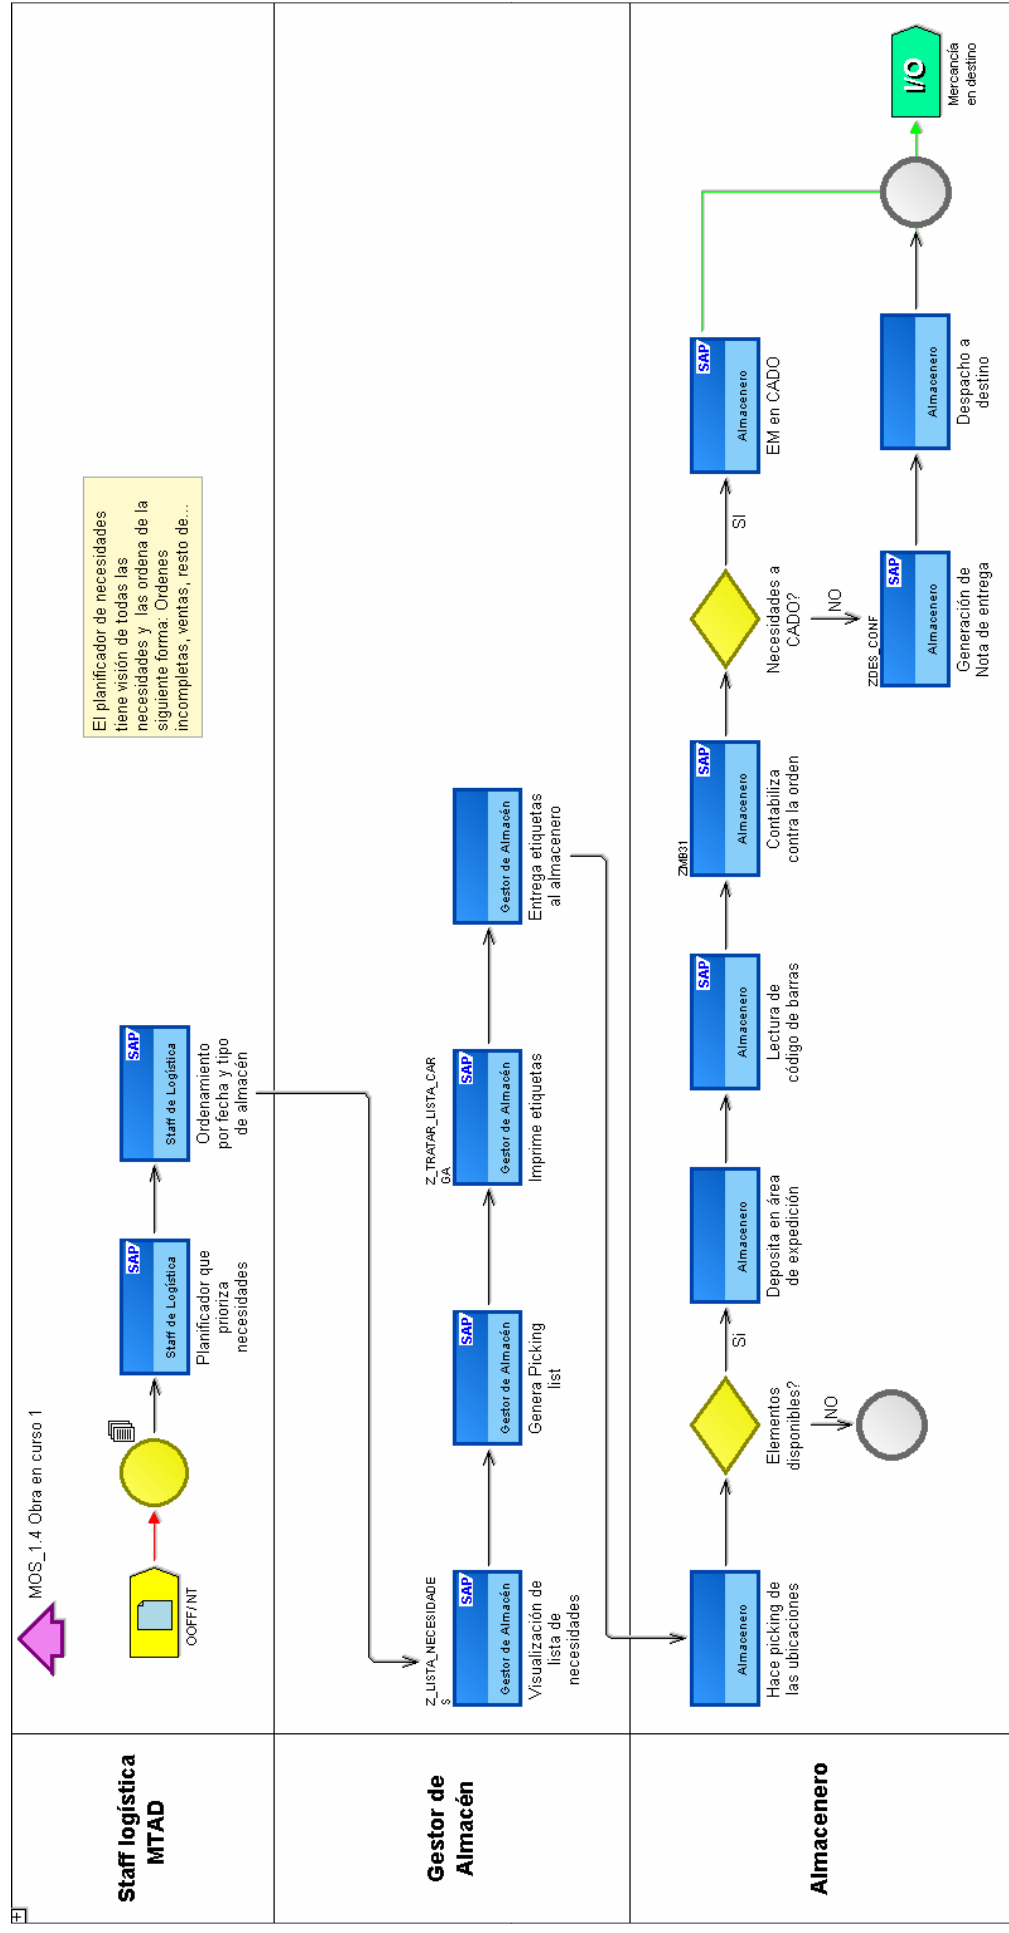 Staff logística
MTAD
MOS_1.4 Obra en curso 1
OOFF/NT
SAP
Staff de Logística
Planificador que
prioriza
necesidades
SAP
Staff de Logística
Ordenamiento
por fecha y tipo
de almacén
El planificador de necesidades
tiene visión de todas las
necesidades y las ordena de la
siguiente forma: Ordenes
incompletas, ventas, resto de...
Gestor de
Almacén
Z_LISTA_NECESIDADE
S
SAP
Gestor de Almacén
Visualización de
lista de
necesidades
SAP
Gestor de Almacén
Genera Picking
list
Z_TRATAR_LISTA_CAR
GA
SAP
Gestor de Almacén
Imprime etiquetas
Gestor de Almacén
Entrega etiquetas
al almacenero
Almacenero
Almacenero
Hace picking de
las ubicaciones
Elementos
disponibles?
NO
Si
Almacenero
Deposita en área
de expedición
SAP
Almacenero
Lectura de
código de barras
ZMB31
SAP
Almacenero
Contabiliza
contra la orden
Necesidades a
CADO?
NO
SI
SAP
Almacenero
EM en CADO
ZDES_CONF
SAP
Almacenero
Generación de
Nota de entrega
Almacenero
Despacho a
destino
I/O
Mercancía
en destino